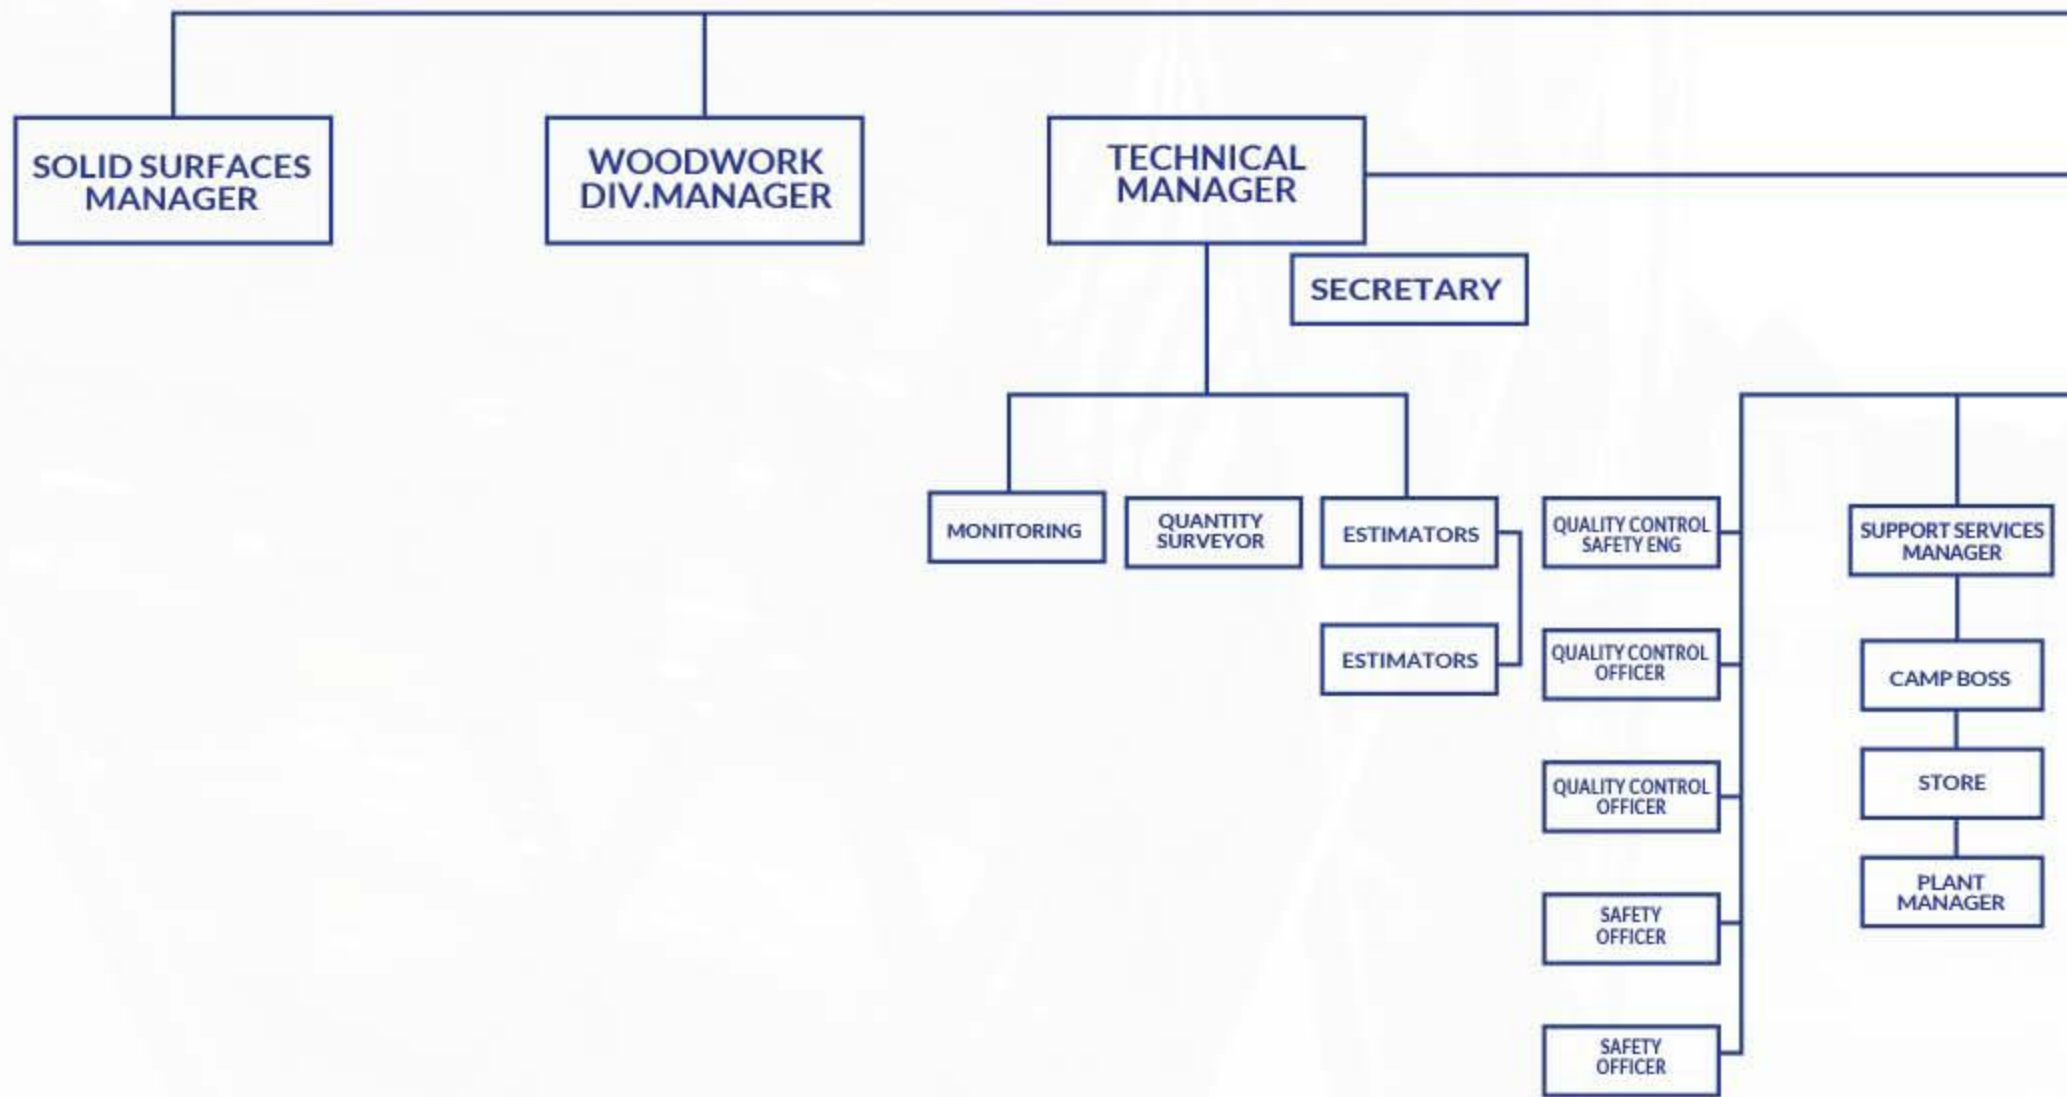 SOLID SURFACES
MANAGER
WOODWORK
DIV.MANAGER
TECHNICAL
MANAGER
SECRETARY
MONITORING
QUANTITY
SURVEYOR
ESTIMATORS
ESTIMATORS
QUALITY CONTROL
SAFETY ENG
QUALITY CONTROL
OFFICER
QUALITY CONTROL
OFFICER
SAFETY
OFFICER
SAFETY
OFFICER
SUPPORT SERVICES
MANAGER
CAMP BOSS
STORE
PLANT
MANAGER